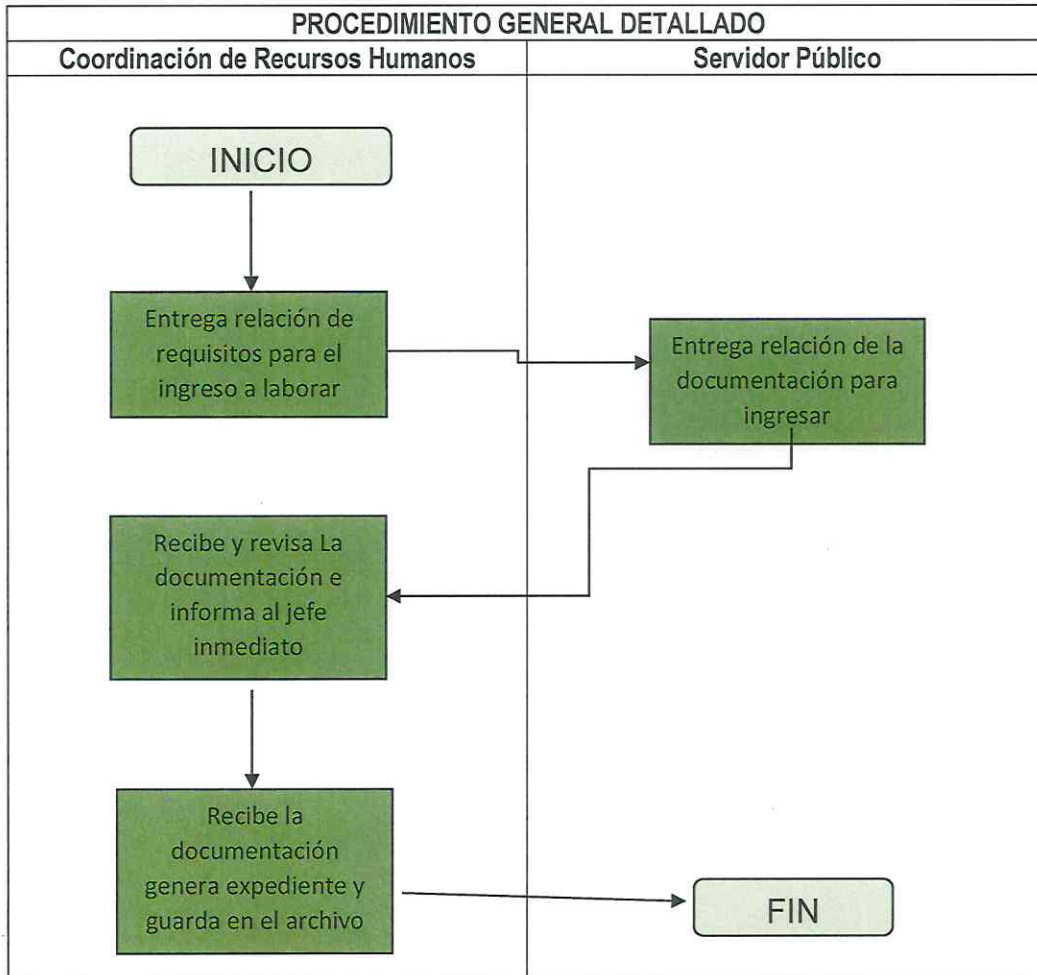 PROCEDIMIENTO GENERAL DETALLADO
Coordinación de Recursos Humanos
Servidor Público
INICIO
Entrega relación de
requisitos para el
ingreso a laborar
Entrega relación de la
documentación para
ingresar
Recibe y revisa La
documentación e
informa al jefe
inmediato
Recibe la
documentación
genera expediente y
guarda en el archivo
FIN